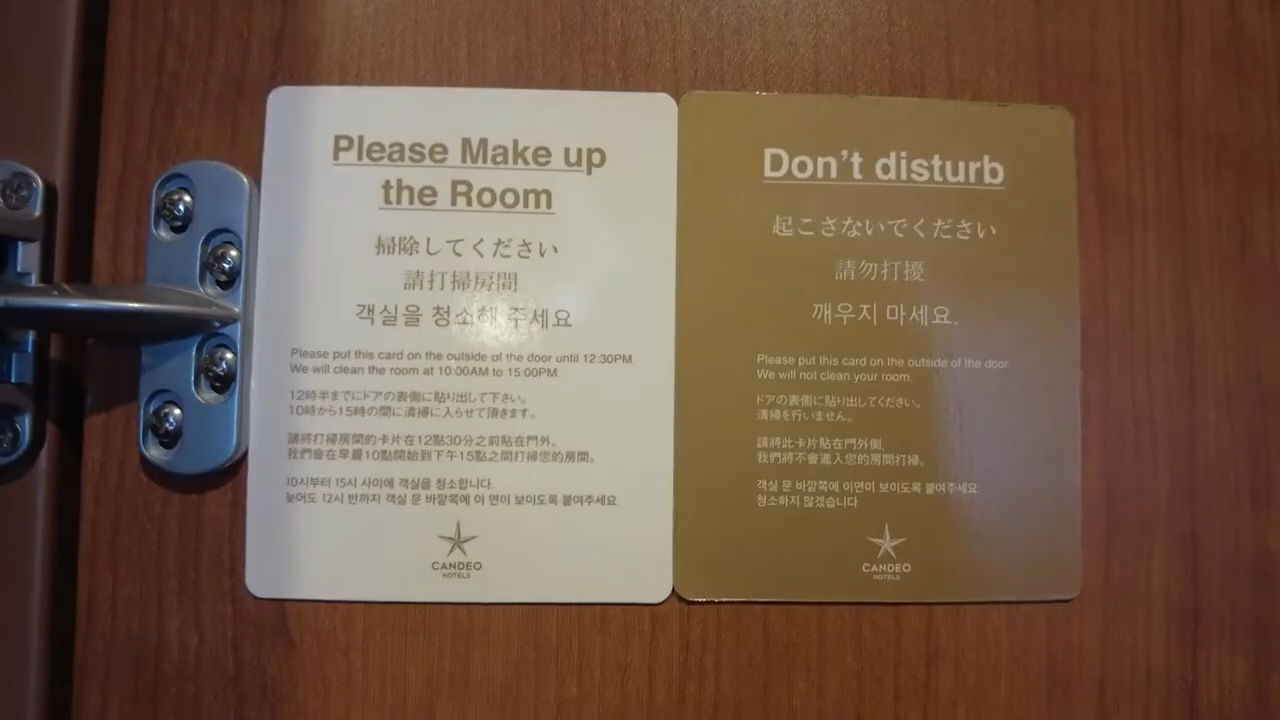 Please Make up
the Room
掃除してください
請打掃房間
객실을 청소해 주세요
Please put this card on the outside of the door until 12:30PM.
We will clean the room at 10:00AM to 15:00PM.
12時半までにドアの表側に貼り出して下さい。
10時から15時の間に清掃に入らせて頂きます。
請將打掃房間的卡片在12點30分之前貼在門外。
我們會在早晨10點開始到下午15點之間打掃您的房間。
10시부터 15시 사이에 객실을 청소합니다.
늦어도 12시 반까지 객실 문 바깥쪽에 이 면이 보이도록 붙여주세요.
CANDEO
HOTELS
Don't disturb
起こさないでください
請勿打擾
깨우지 마세요.
Please put this card on the outside of the door.
We will not clean your room.
ドアの表側に貼り出してください。
清掃を行いません。
請將此卡片貼在門外側,
我們將不會進入您的房間打掃。
객실 문 바깥쪽에 이면이 보이도록 붙여주세요.
청소하지 않겠습니다.
CANDEO
HOTELS